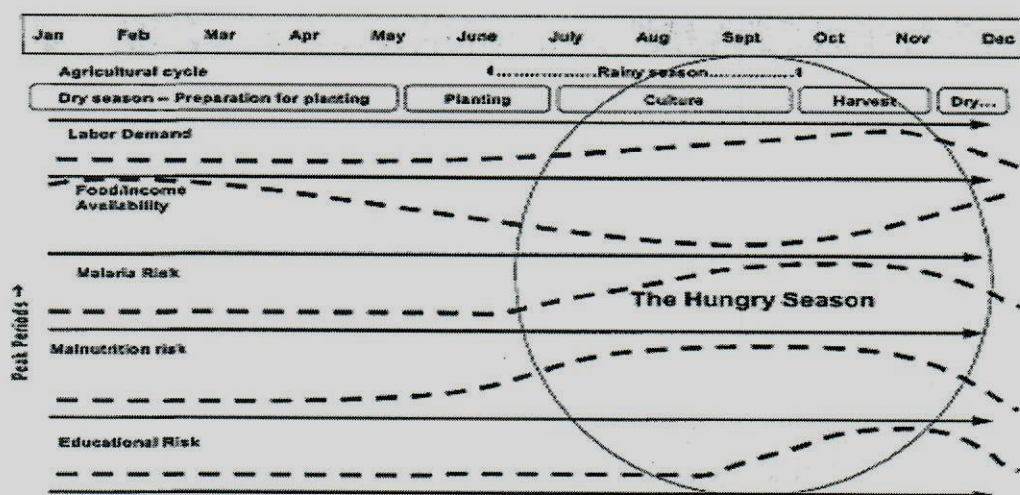 Jan Feb Mar Apr May June July Aug Sept Oct Nov Dec
Agricultural cycle Rainy season
Dry season – Preparation for planting Planting Culture Harvest Dry...
Labor Demand
Food/Income
Availability
Malaria Risk
The Hungry Season
Malnutrition risk
Educational Risk
Peak Periods →